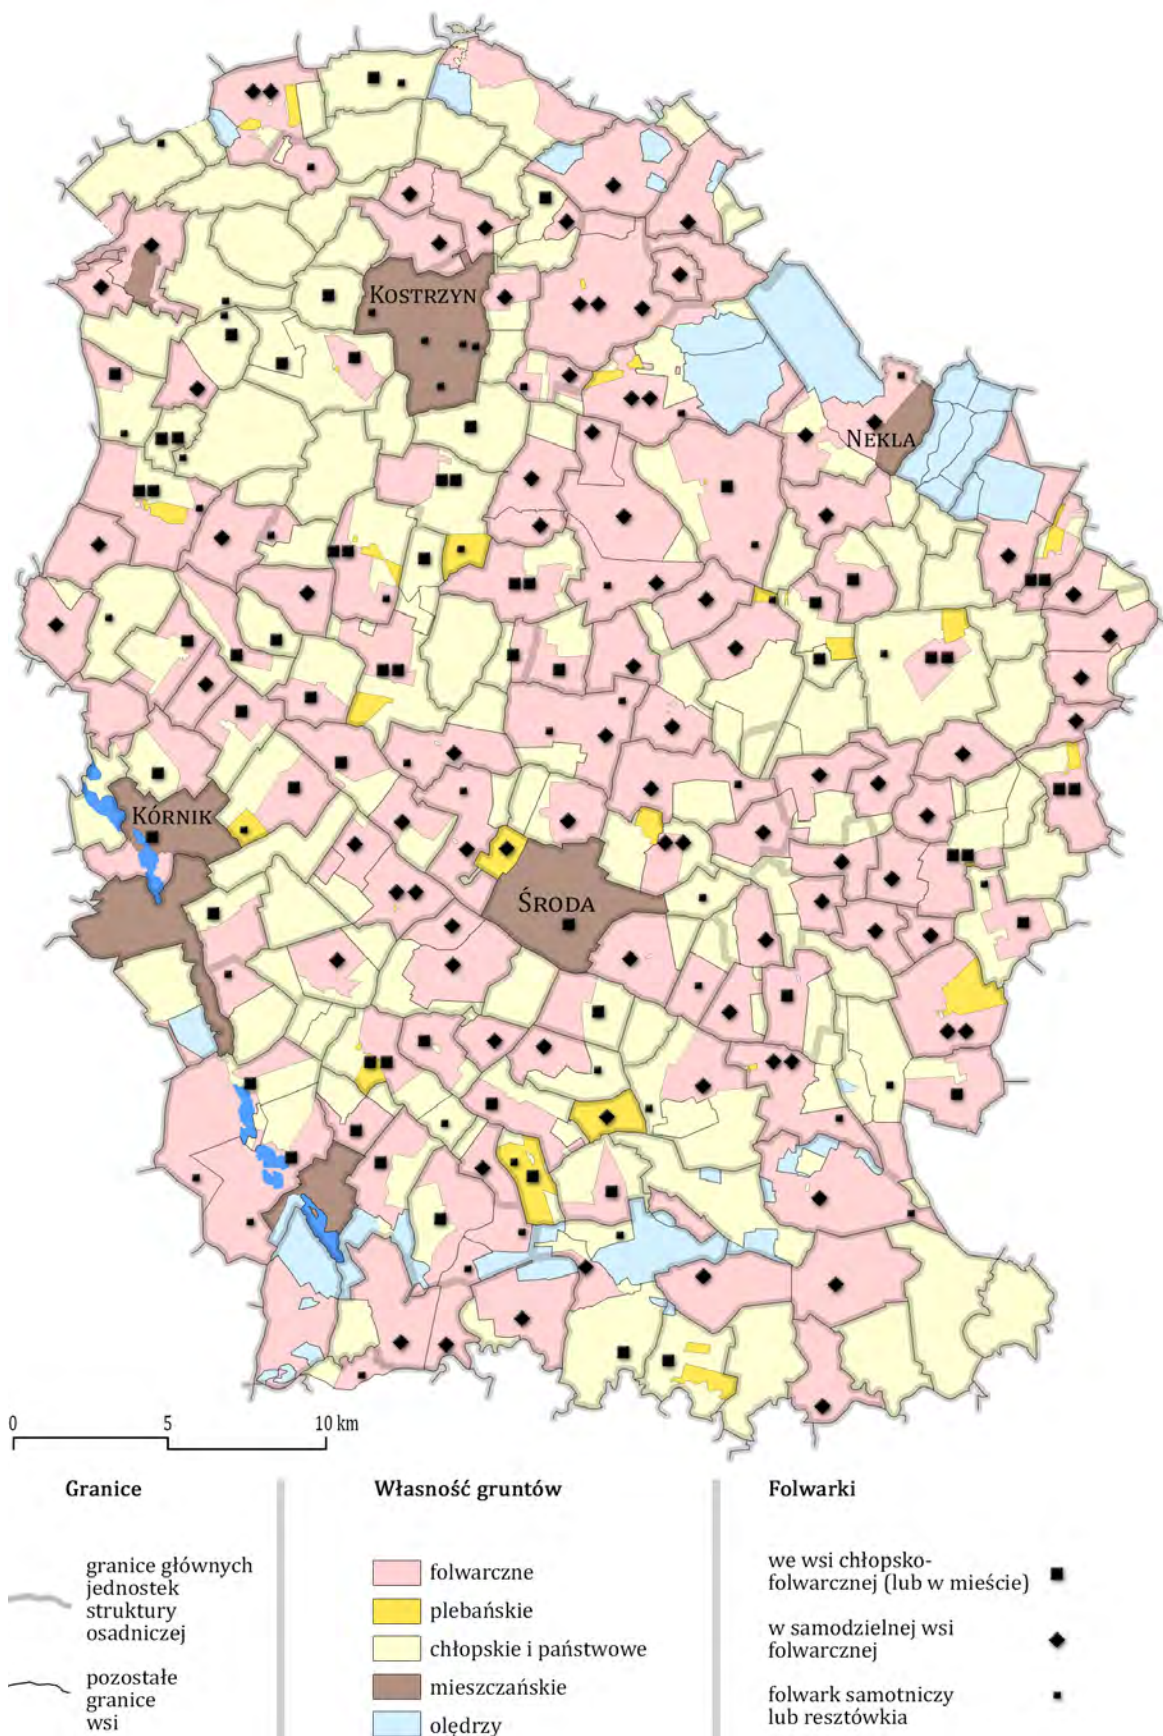 KOSTRZYN
NEKLA
KÓRNIK
ŚRODA
0 5 10 km
Granice
granice głównych
jednostek
struktury
osadniczej
pozostałe
granice
wsi
Własność gruntów
folwarczne
plebańskie
chłopskie i państwowe
mieszczańskie
olędrzy
Folwarki
we wsi chłopsko-
folwarcznej (lub w mieście)
w samodzielnej wsi
folwarcznej
folwark samotniczy
lub resztówkia